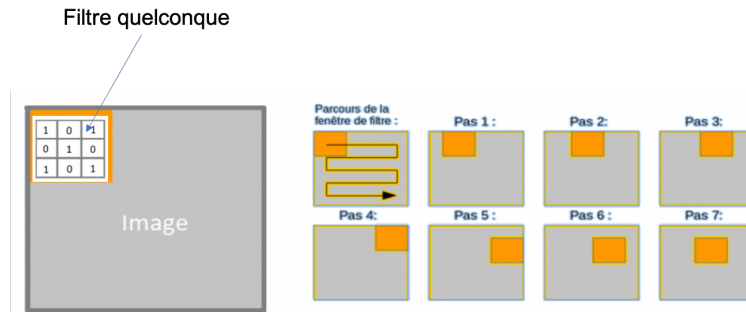 Filtre quelconque
1 0 1
0 1 0
1 0 1
Image
Parcours de la
fenêtre de filtre :
Pas 1 :
Pas 2:
Pas 3:
Pas 4:
Pas 5 :
Pas 6 :
Pas 7: